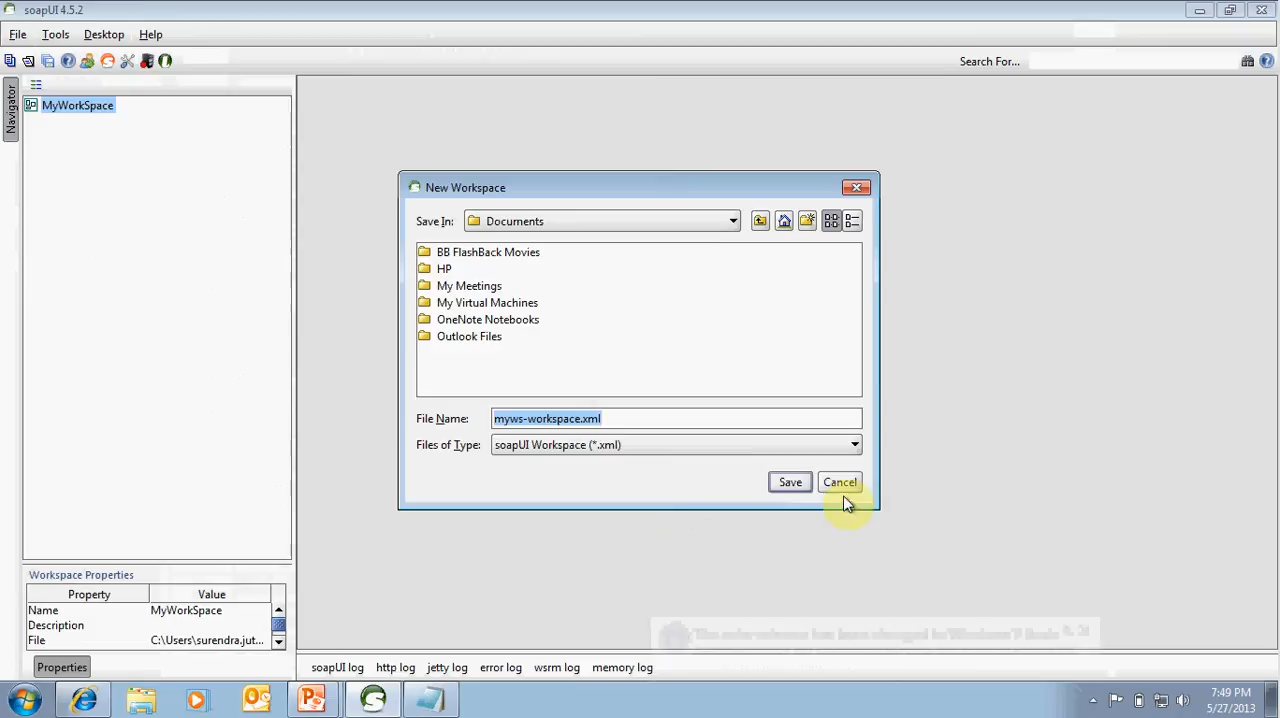 soapUI 4.5.2
File Tools Desktop Help
Search For...
Navigator
MyWorkSpace
New Workspace
Save In: Documents
BB FlashBack Movies
HP
My Meetings
My Virtual Machines
OneNote Notebooks
Outlook Files
File Name: myws-workspace.xml
Files of Type: soapUI Workspace (*.xml)
Save Cancel
Workspace Properties
Property Value
Name MyWorkSpace
Description
File C:\Users\surendra.jut...
Properties
soapUI log http log jetty log error log wsrm log memory log
7:49 PM
5/27/2013